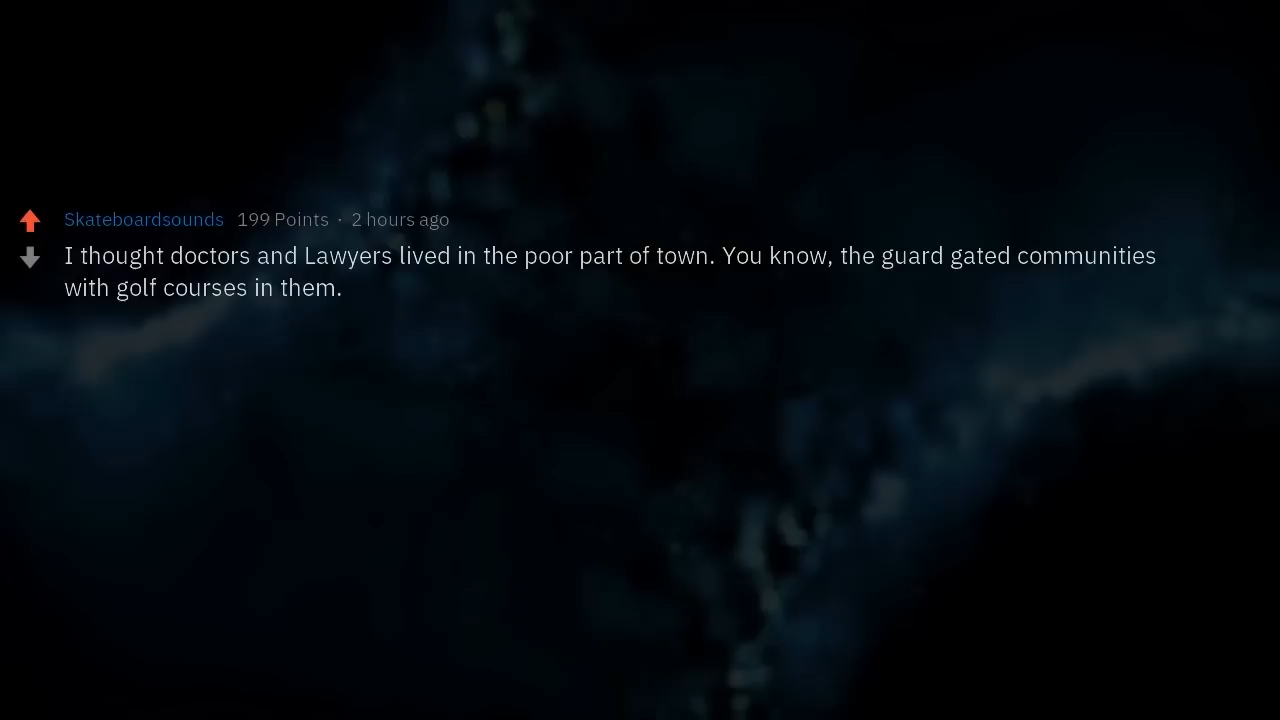 Skateboardsounds 199 Points · 2 hours ago
I thought doctors and Lawyers lived in the poor part of town. You know, the guard gated communities
with golf courses in them.